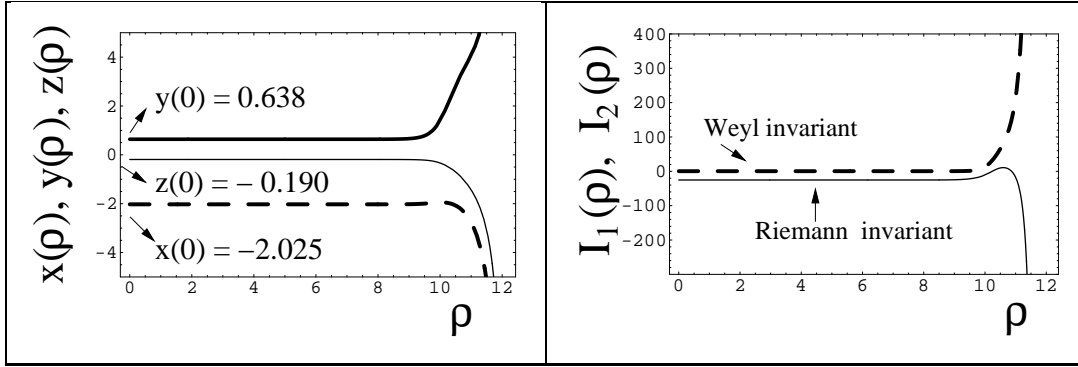 x(ρ), y(ρ), z(ρ)
4
2
0
-2
-4
y(0) = 0.638
z(0) = − 0.190
x(0) = −2.025
0 2 4 6 8 10 12
ρ
I₁(ρ), I₂(ρ)
400
300
200
100
0
-100
-200
Weyl invariant
Riemann invariant
0 2 4 6 8 10 12
ρ